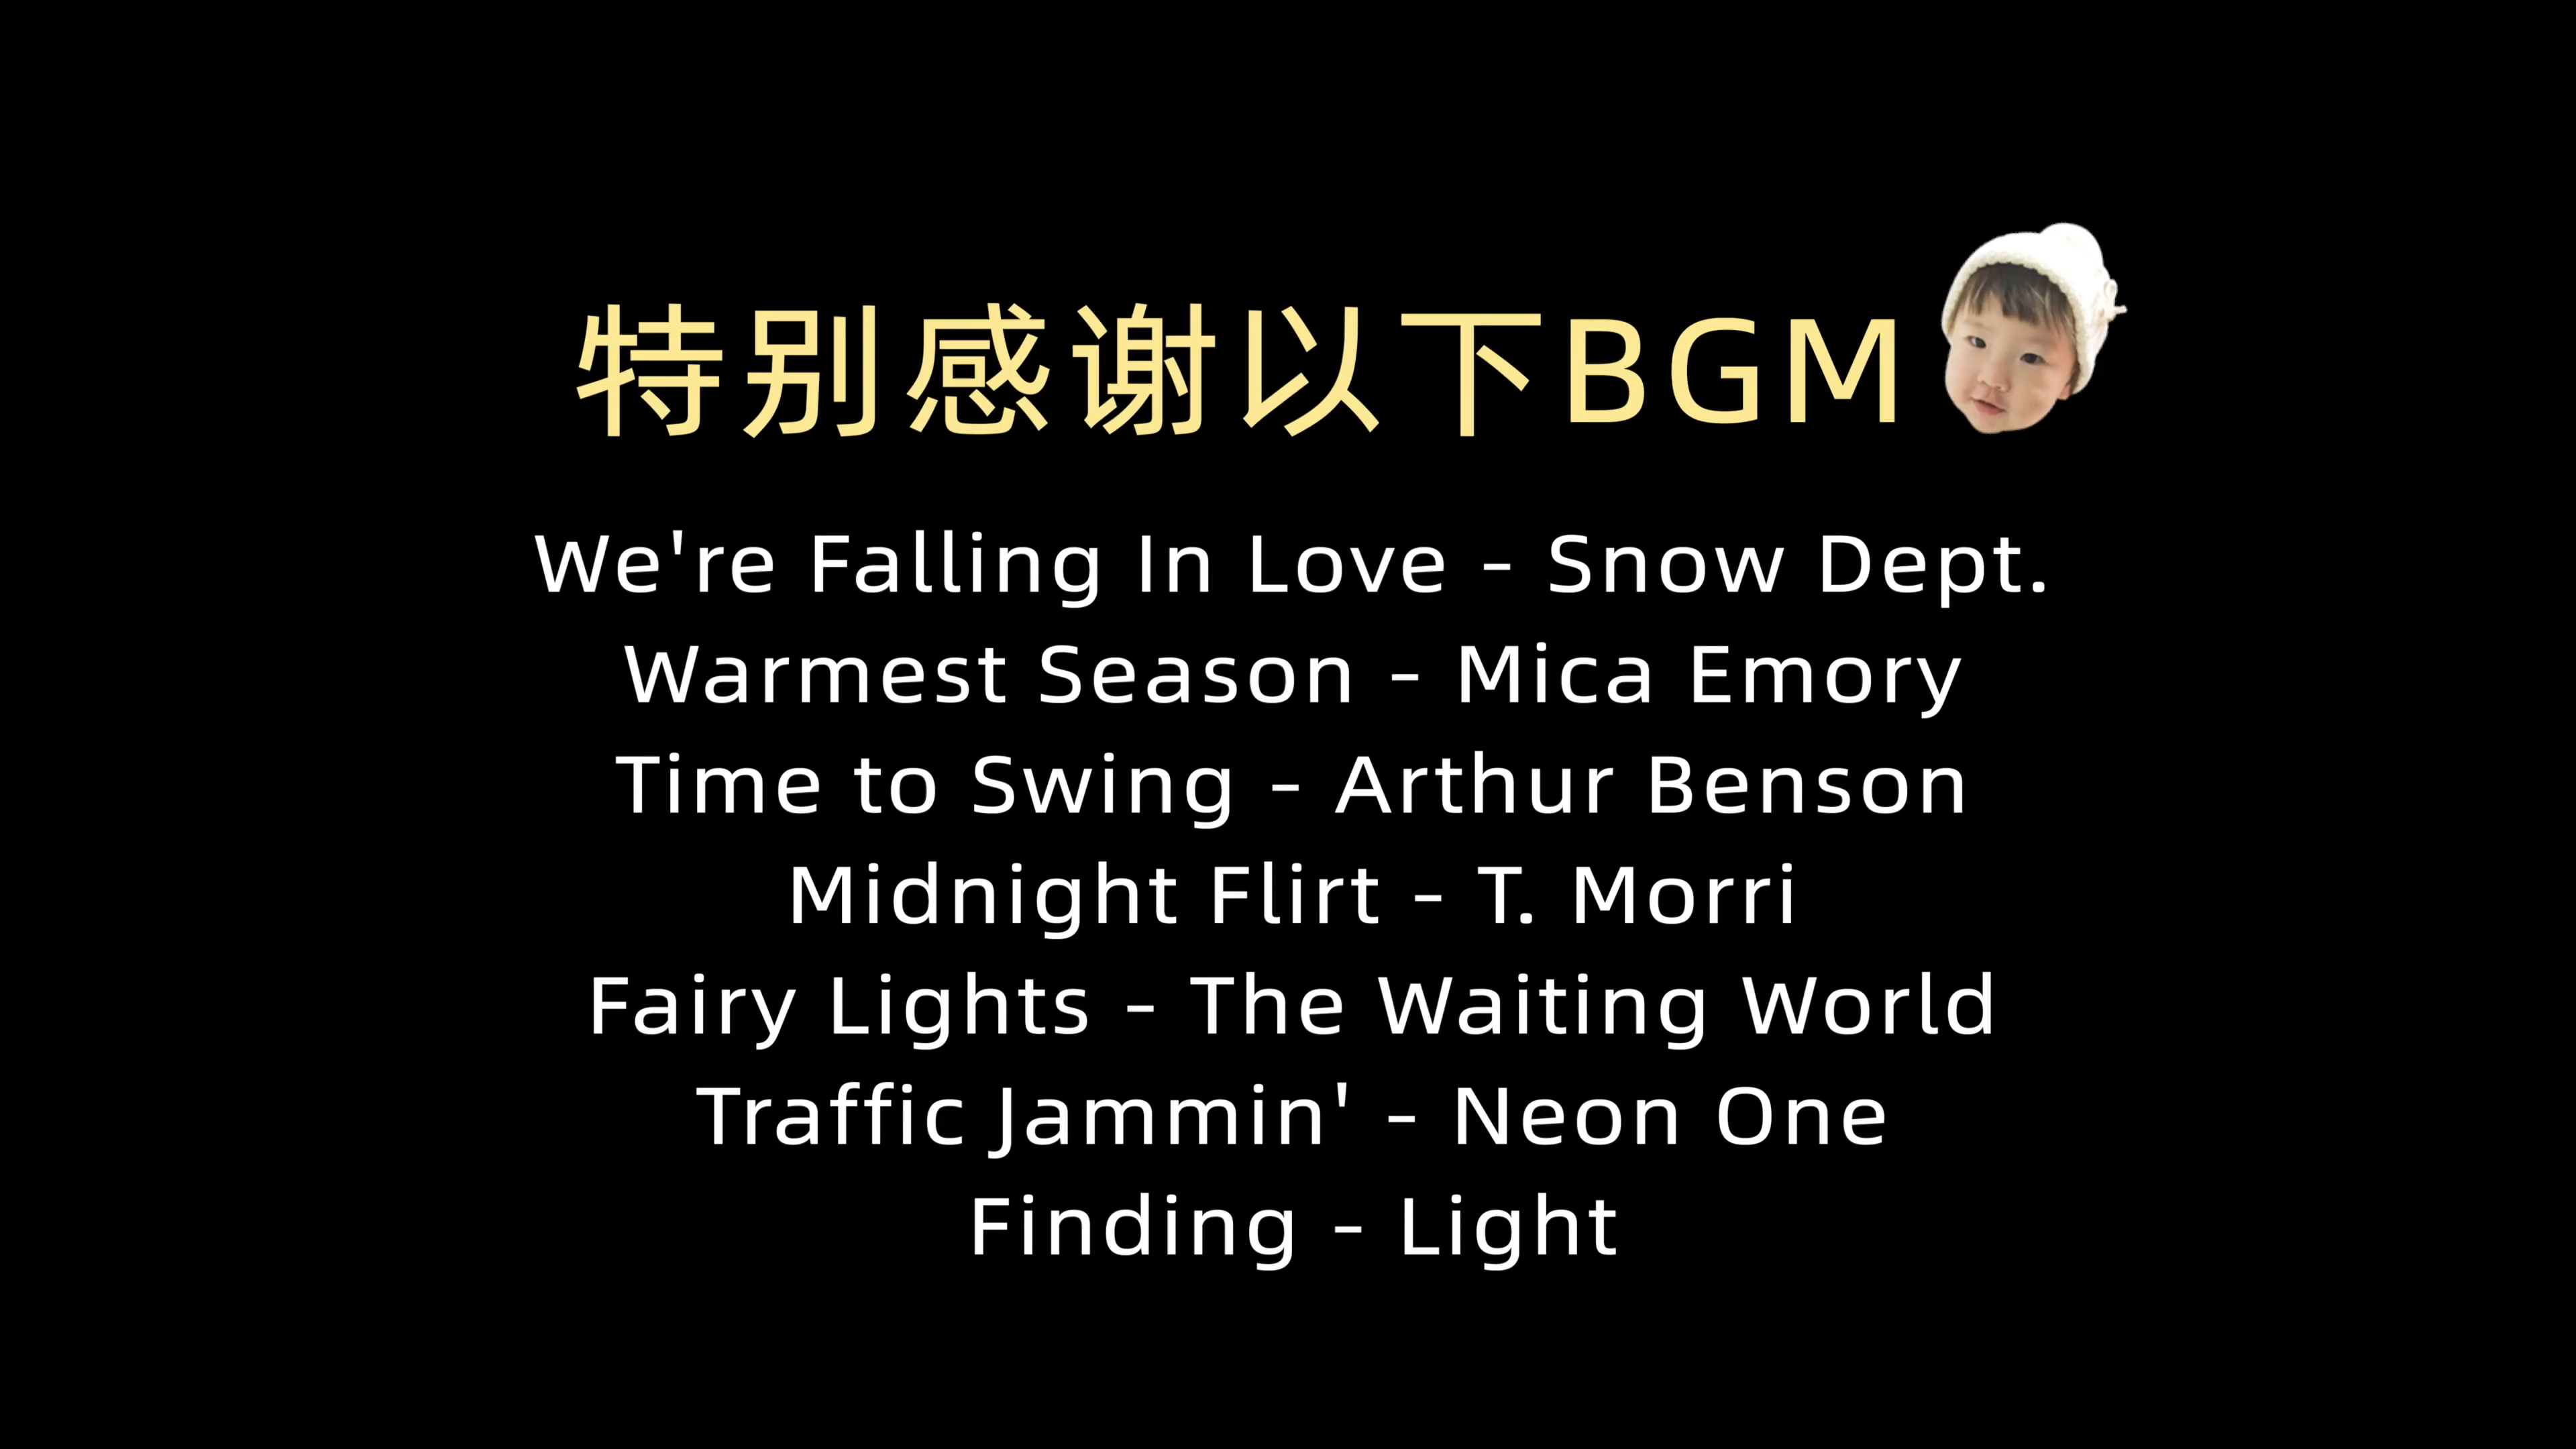 特别感谢以下BGM
We're Falling In Love - Snow Dept.
Warmest Season - Mica Emory
Time to Swing - Arthur Benson
Midnight Flirt - T. Morri
Fairy Lights - The Waiting World
Traffic Jammin' - Neon One
Finding - Light